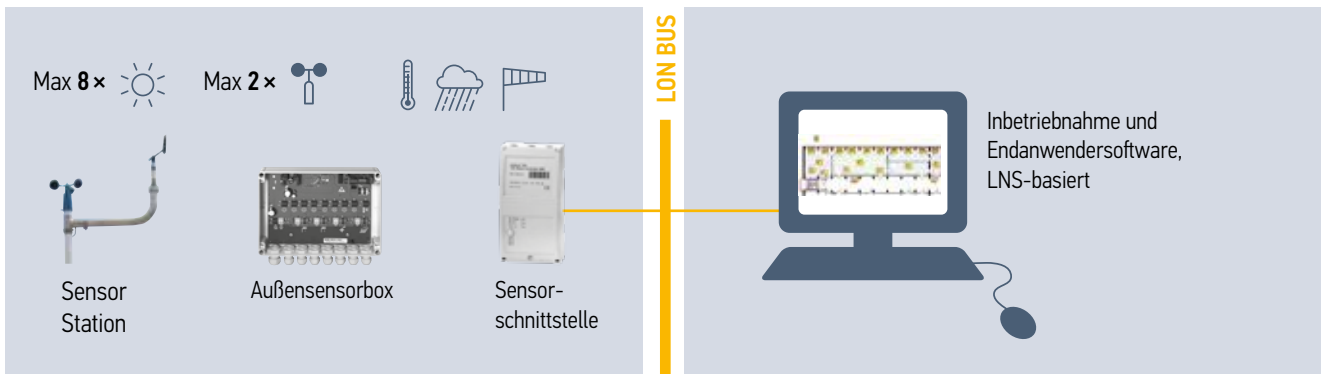 Max 8 ×
Max 2 ×
Sensor
Station
Außensensorbox
Sensor-
schnittstelle
LON BUS
Inbetriebnahme und
Endanwendersoftware,
LNS-basiert